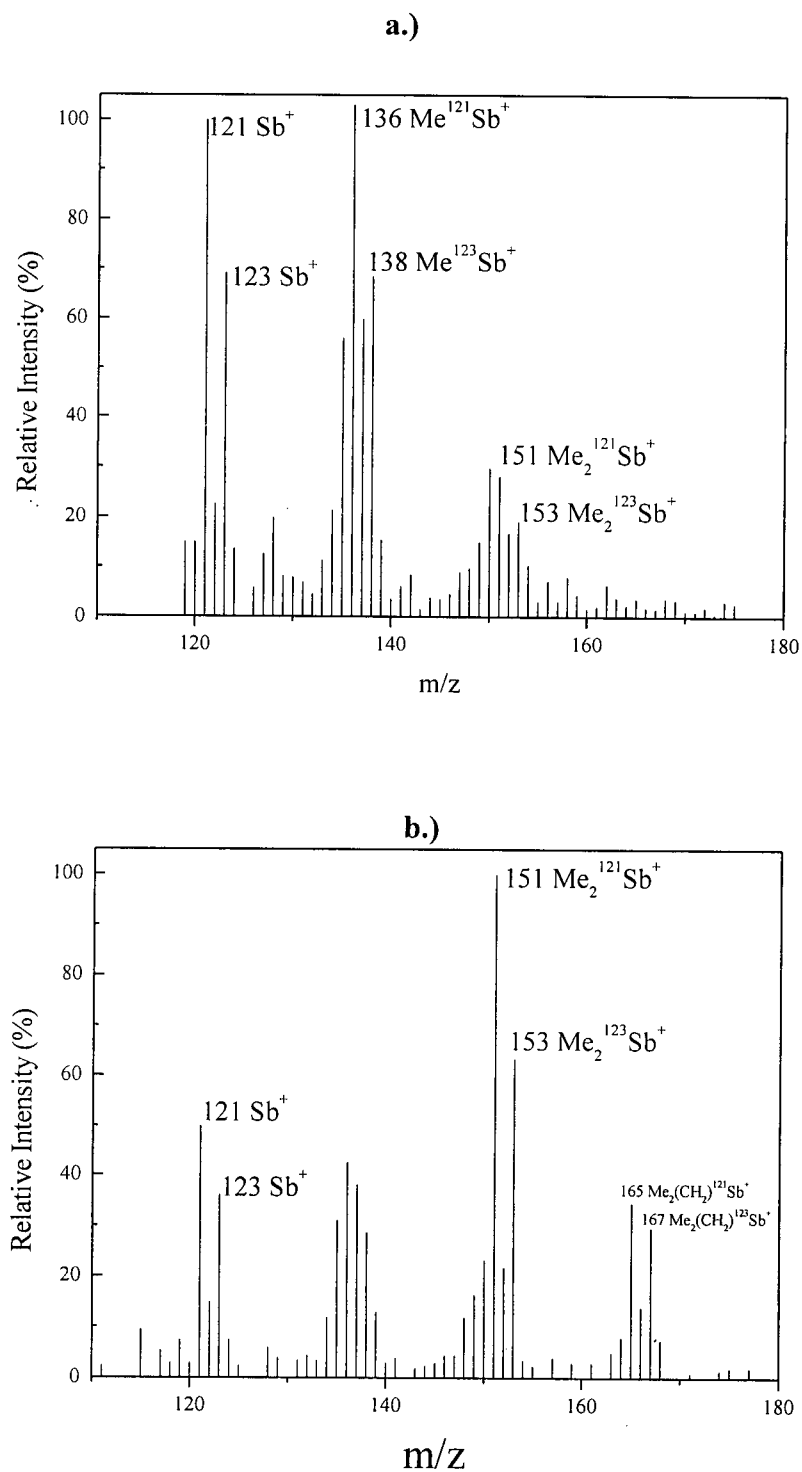 a.)
100
80
60
40
20
0
Relative Intensity (%)
121 Sb⁺
123 Sb⁺
136 Me¹²¹Sb⁺
138 Me¹²³Sb⁺
151 Me₂¹²¹Sb⁺
153 Me₂¹²³Sb⁺
120 140 160 180
m/z
b.)
100
80
60
40
20
0
Relative Intensity (%)
121 Sb⁺
123 Sb⁺
151 Me₂¹²¹Sb⁺
153 Me₂¹²³Sb⁺
165 Me₂(CH₂)¹²¹Sb⁺
167 Me₂(CH₂)¹²³Sb⁺
120 140 160 180
m/z